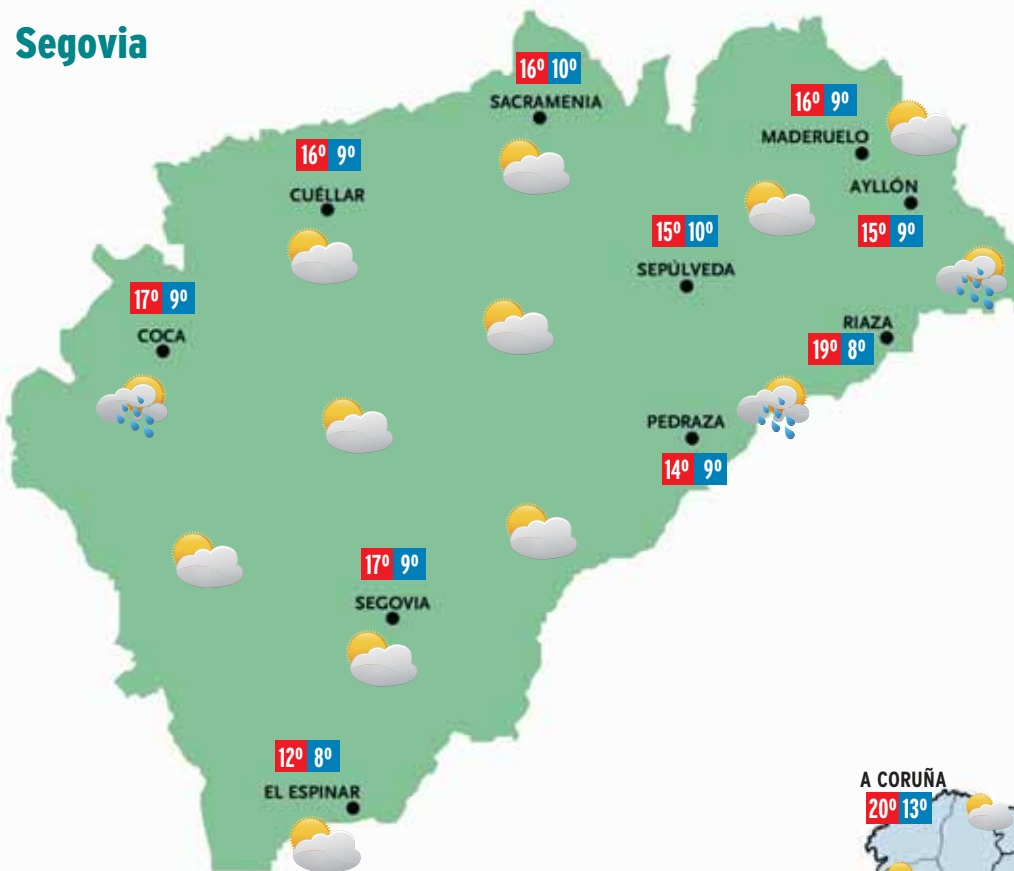 Segovia
16º 10º
SACRAMENIA
16º 9º
MADERUELO
16º 9º
CUÉLLAR
AYLLÓN
15º 9º
15º 10º
SEPÚLVEDA
17º 9º
COCA
RIAZA
19º 8º
PEDRAZA
14º 9º
17º 9º
SEGOVIA
12º 8º
EL ESPINAR
A CORUÑA
20º 13º